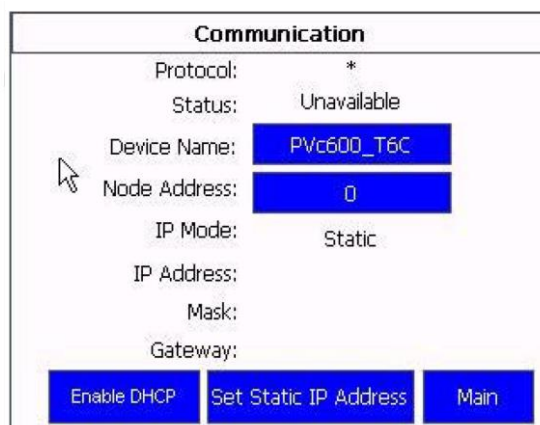 Communication
Protocol: *
Status: Unavailable
Device Name: PVc600_T6C
Node Address: 0
IP Mode: Static
IP Address:
Mask:
Gateway:
Enable DHCP Set Static IP Address Main